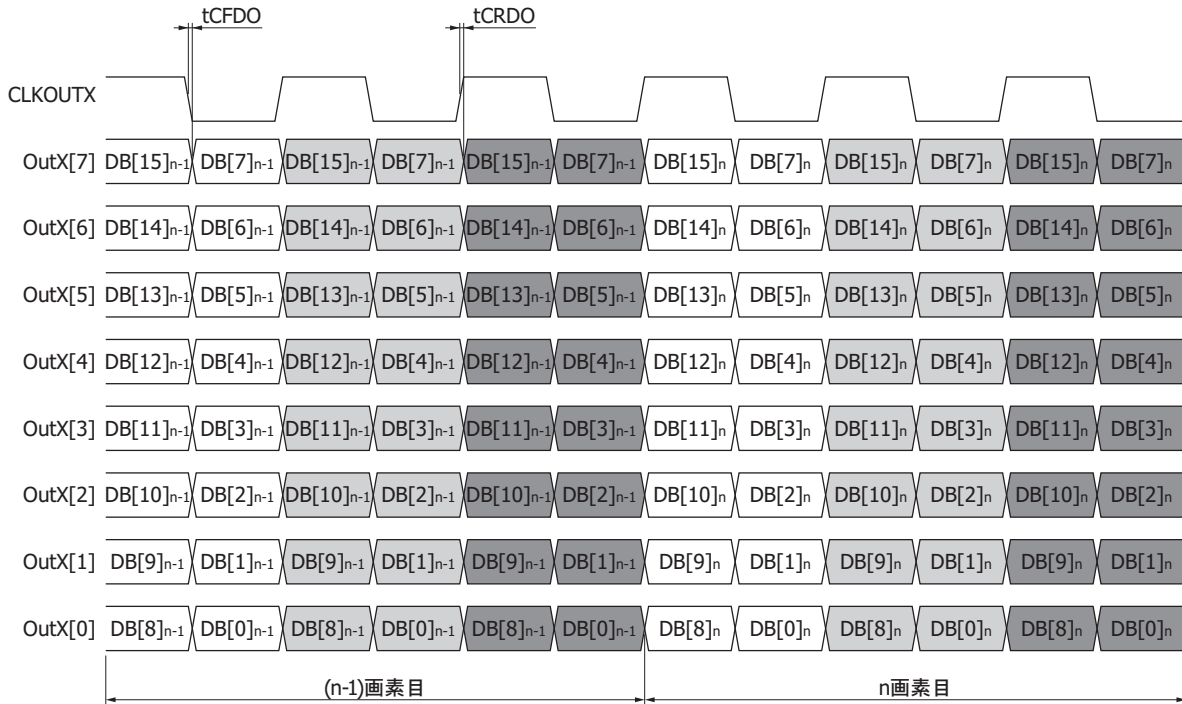 tCFDO tCRDO
CLKOUTX
OutX[7] DB[15]n-1 DB[7]n-1 DB[15]n-1 DB[7]n-1 DB[15]n-1 DB[7]n-1 DB[15]n DB[7]n DB[15]n DB[7]n DB[15]n DB[7]n
OutX[6] DB[14]n-1 DB[6]n-1 DB[14]n-1 DB[6]n-1 DB[14]n-1 DB[6]n-1 DB[14]n DB[6]n DB[14]n DB[6]n DB[14]n DB[6]n
OutX[5] DB[13]n-1 DB[5]n-1 DB[13]n-1 DB[5]n-1 DB[13]n-1 DB[5]n-1 DB[13]n DB[5]n DB[13]n DB[5]n DB[13]n DB[5]n
OutX[4] DB[12]n-1 DB[4]n-1 DB[12]n-1 DB[4]n-1 DB[12]n-1 DB[4]n-1 DB[12]n DB[4]n DB[12]n DB[4]n DB[12]n DB[4]n
OutX[3] DB[11]n-1 DB[3]n-1 DB[11]n-1 DB[3]n-1 DB[11]n-1 DB[3]n-1 DB[11]n DB[3]n DB[11]n DB[3]n DB[11]n DB[3]n
OutX[2] DB[10]n-1 DB[2]n-1 DB[10]n-1 DB[2]n-1 DB[10]n-1 DB[2]n-1 DB[10]n DB[2]n DB[10]n DB[2]n DB[10]n DB[2]n
OutX[1] DB[9]n-1 DB[1]n-1 DB[9]n-1 DB[1]n-1 DB[9]n-1 DB[1]n-1 DB[9]n DB[1]n DB[9]n DB[1]n DB[9]n DB[1]n
OutX[0] DB[8]n-1 DB[0]n-1 DB[8]n-1 DB[0]n-1 DB[8]n-1 DB[0]n-1 DB[8]n DB[0]n DB[8]n DB[0]n DB[8]n DB[0]n
(n-1)画素目 n画素目